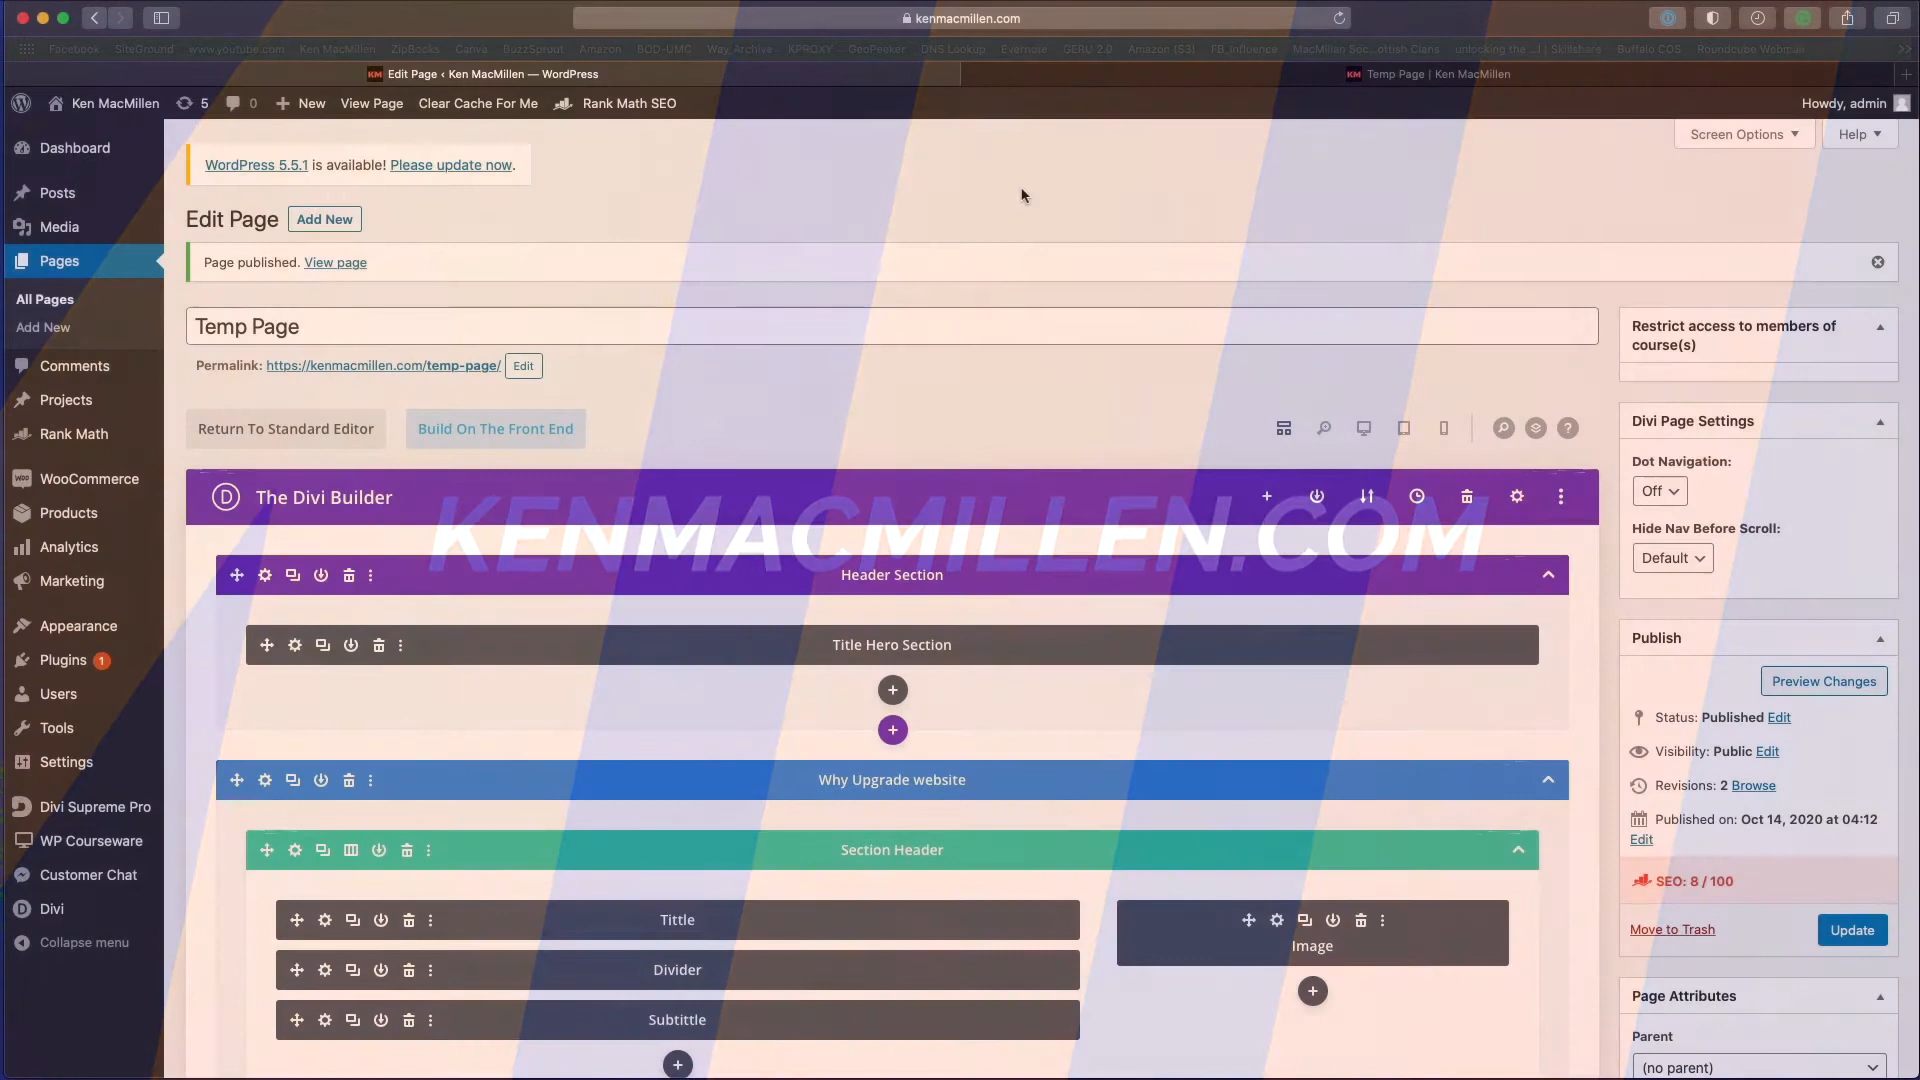 kenmacmillen.com
Facebook SiteGround www.youtube.com Ken MacMillen ZipBooks Canva BuzzSprout Amazon BOD-UMC Way_Archive KPROXY GeoPeeker DNS Lookup Evernote GERU 2.0 Amazon (S3) FB_Influence MacMillan Soc...ottish Clans unlocking the ...| Skillshare Buffalo COS Roundcube Webmail
KM Edit Page ‹ Ken MacMillen — WordPress
KM Temp Page | Ken MacMillen
Ken MacMillen 5 0 New View Page Clear Cache For Me Rank Math SEO Howdy, admin
Screen Options Help
Dashboard
Posts
Media
Pages
All Pages
Add New
Comments
Projects
Rank Math
WooCommerce
Products
Analytics
Marketing
Appearance
Plugins 1
Users
Tools
Settings
Divi Supreme Pro
WP Courseware
Customer Chat
Divi
Collapse menu
WordPress 5.5.1 is available! Please update now.
Edit Page Add New
Page published. View page
Temp Page
Permalink: https://kenmacmillen.com/temp-page/ Edit
Return To Standard Editor Build On The Front End
The Divi Builder
KENMACMILLEN.COM
Header Section
Title Hero Section
Why Upgrade website
Section Header
Tittle
Divider
Subtittle
Image
Restrict access to members of
course(s)
Divi Page Settings
Dot Navigation:
Off
Hide Nav Before Scroll:
Default
Publish
Preview Changes
Status: Published Edit
Visibility: Public Edit
Revisions: 2 Browse
Published on: Oct 14, 2020 at 04:12
Edit
SEO: 8 / 100
Move to Trash Update
Page Attributes
Parent
(no parent)